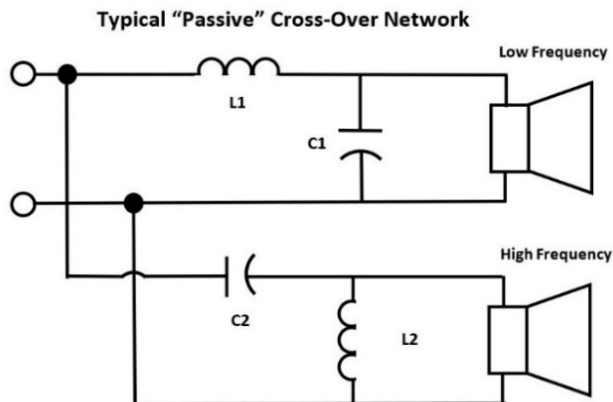 Typical “Passive” Cross-Over Network
Low Frequency
L1
C1
High Frequency
C2
L2